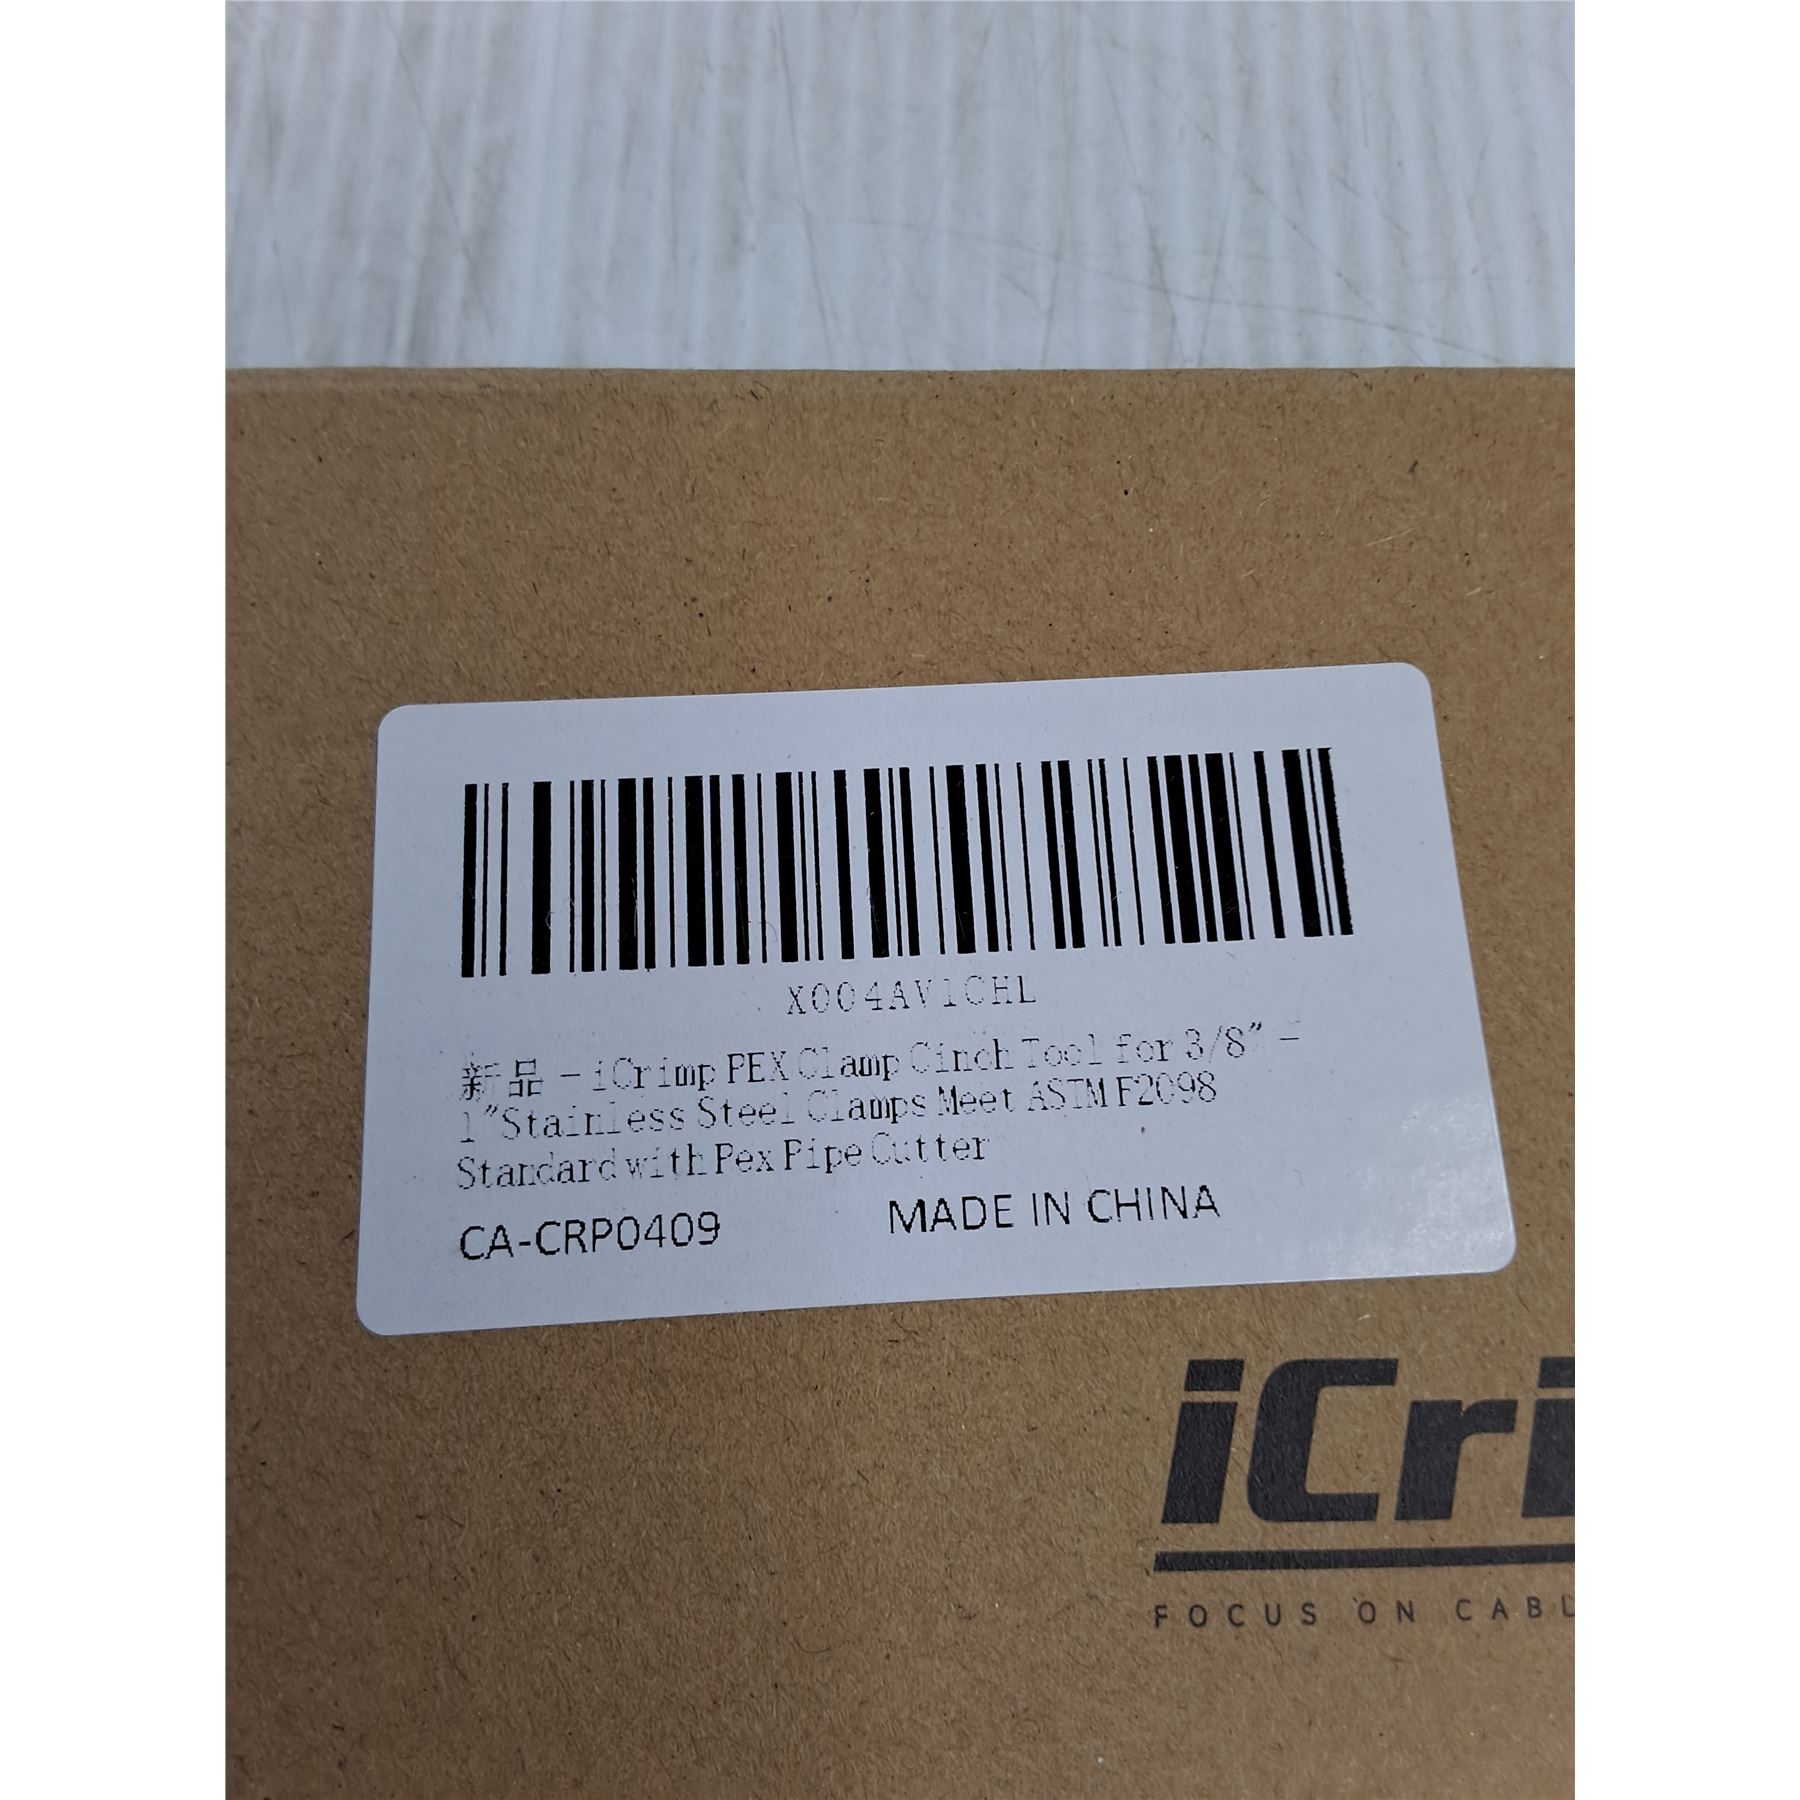 X004AV1CHL
新品 - iCrimp PEX Clamp Cinch Tool for 3/8" -
1"Stainless Steel Clamps Meet ASTM F2098
Standard with Pex Pipe Cutter
CA-CRP0409 MADE IN CHINA
iCri
FOCUS ON CABL